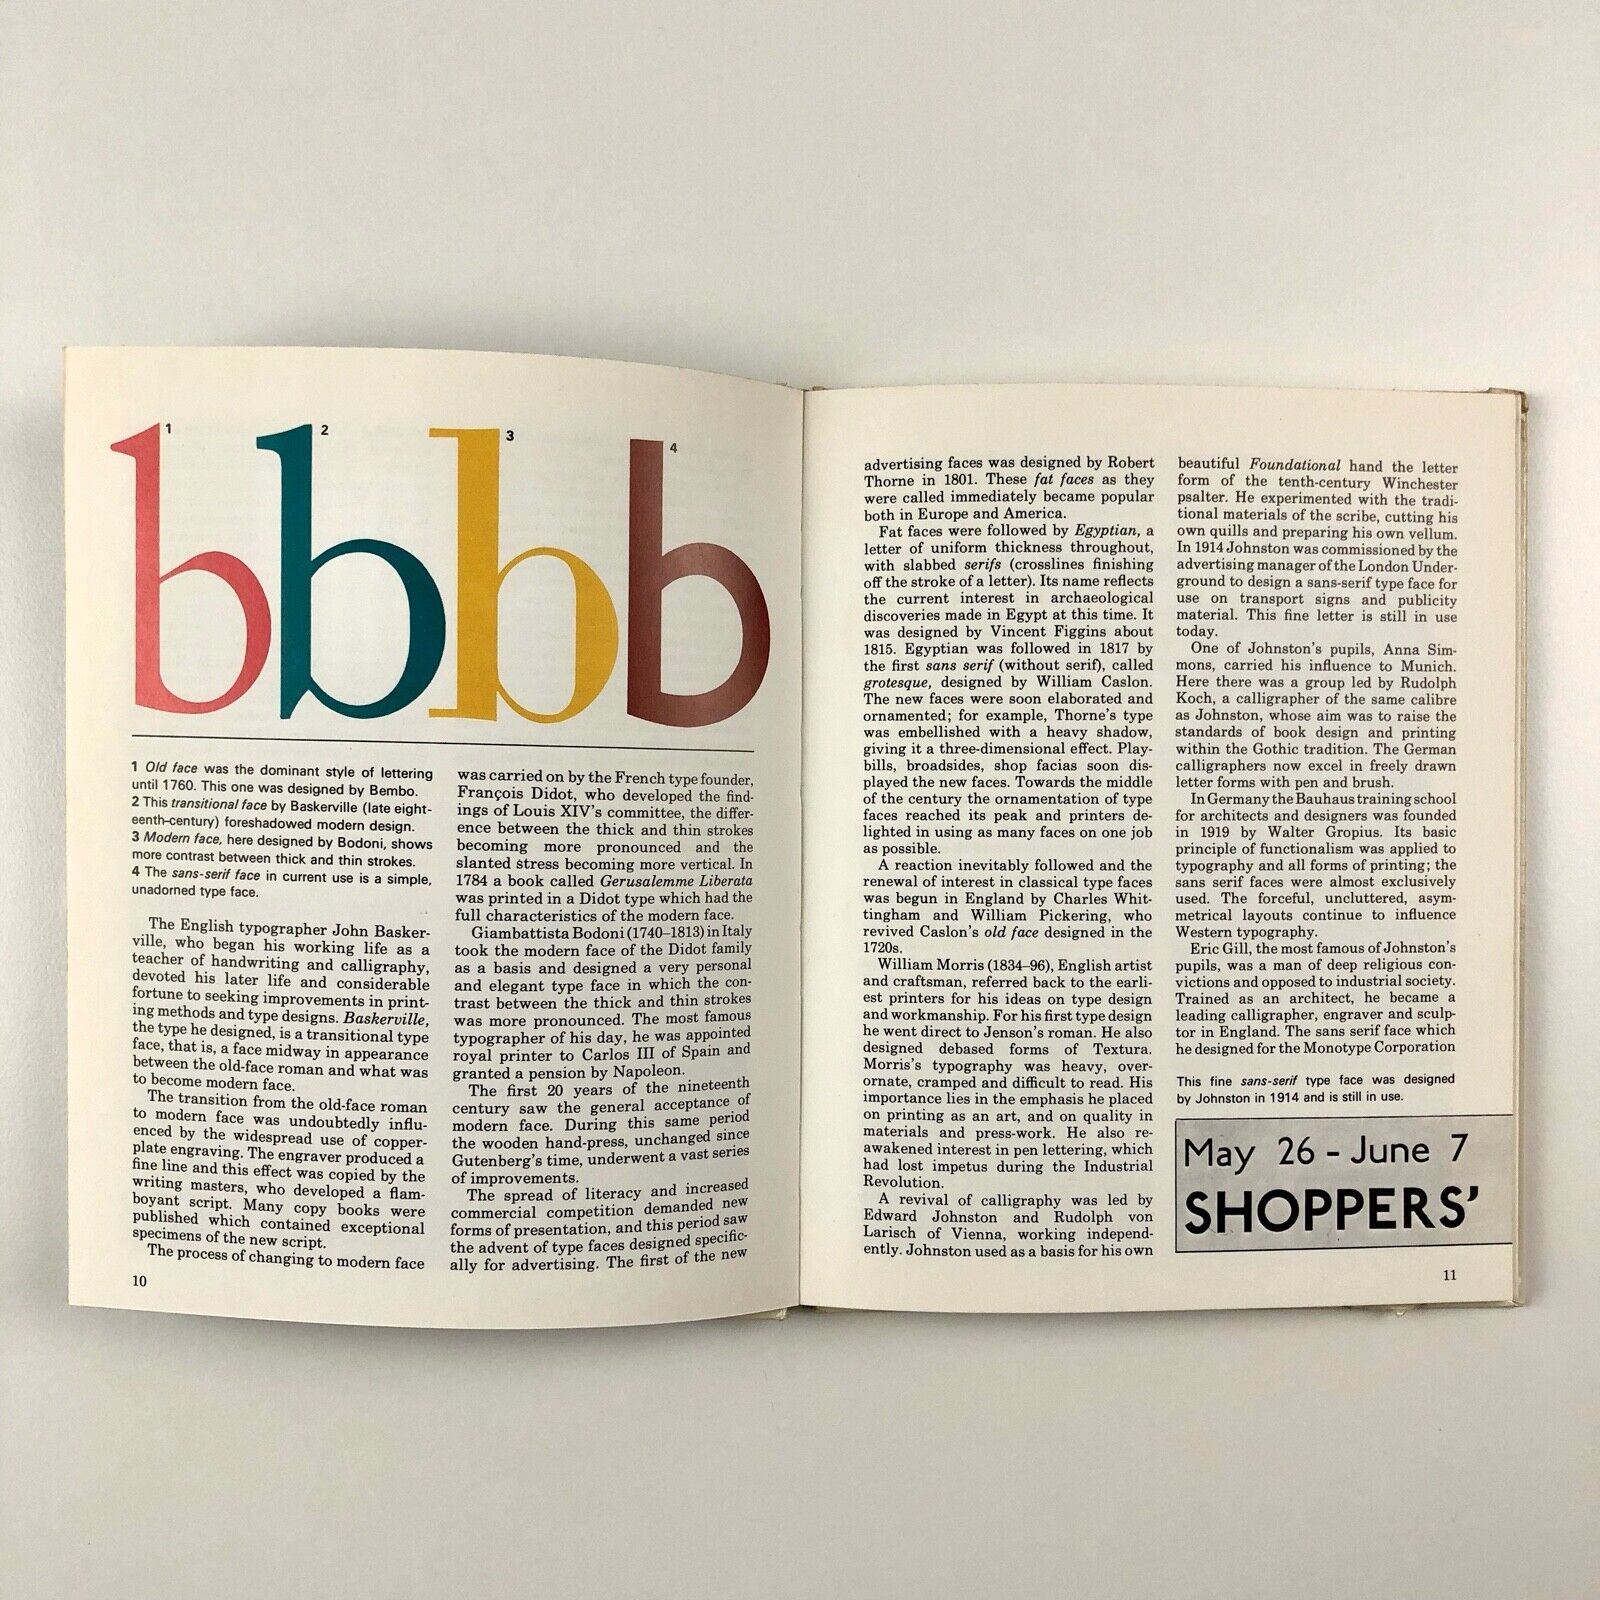 b b b b
1 2 3 4
1 Old face was the dominant style of lettering
until 1760. This one was designed by Bembo.
2 This transitional face by Baskerville (late eight-
eenth-century) foreshadowed modern design.
3 Modern face, here designed by Bodoni, shows
more contrast between thick and thin strokes.
4 The sans-serif face in current use is a simple,
unadorned type face.
The English typographer John Basker-
ville, who began his working life as a
teacher of handwriting and calligraphy,
devoted his later life and considerable
fortune to seeking improvements in print-
ing methods and type designs. Baskerville,
the type he designed, is a transitional type
face, that is, a face midway in appearance
between the old-face roman and what was
to become modern face.
The transition from the old-face roman
to modern face was undoubtedly influ-
enced by the widespread use of copper-
plate engraving. The engraver produced a
fine line and this effect was copied by the
writing masters, who developed a flam-
boyant script. Many copy books were
published which contained exceptional
specimens of the new script.
The process of changing to modern face
10
was carried on by the French type founder,
François Didot, who developed the find-
ings of Louis XIV's committee, the differ-
ence between the thick and thin strokes
becoming more pronounced and the
slanted stress becoming more vertical. In
1784 a book called Gerusalemme Liberata
was printed in a Didot type which had the
full characteristics of the modern face.
Giambattista Bodoni (1740–1813) in Italy
took the modern face of the Didot family
as a basis and designed a very personal
and elegant type face in which the con-
trast between the thick and thin strokes
was more pronounced. The most famous
typographer of his day, he was appointed
royal printer to Carlos III of Spain and
granted a pension by Napoleon.
The first 20 years of the nineteenth
century saw the general acceptance of
modern face. During this same period
the wooden hand-press, unchanged since
Gutenberg's time, underwent a vast series
of improvements.
The spread of literacy and increased
commercial competition demanded new
forms of presentation, and this period saw
the advent of type faces designed specific-
ally for advertising. The first of the new
advertising faces was designed by Robert
Thorne in 1801. These fat faces as they
were called immediately became popular
both in Europe and America.
Fat faces were followed by Egyptian, a
letter of uniform thickness throughout,
with slabbed serifs (crosslines finishing
off the stroke of a letter). Its name reflects
the current interest in archaeological
discoveries made in Egypt at this time. It
was designed by Vincent Figgins about
1815. Egyptian was followed in 1817 by
the first sans serif (without serif), called
grotesque, designed by William Caslon.
The new faces were soon elaborated and
ornamented; for example, Thorne's type
was embellished with a heavy shadow,
giving it a three-dimensional effect. Play-
bills, broadsides, shop facias soon dis-
played the new faces. Towards the middle
of the century the ornamentation of type
faces reached its peak and printers de-
lighted in using as many faces on one job
as possible.
A reaction inevitably followed and the
renewal of interest in classical type faces
was begun in England by Charles Whit-
tingham and William Pickering, who
revived Caslon's old face designed in the
1720s.
William Morris (1834–96), English artist
and craftsman, referred back to the earli-
est printers for his ideas on type design
and workmanship. For his first type design
he went direct to Jenson's roman. He also
designed debased forms of Textura.
Morris's typography was heavy, over-
ornate, cramped and difficult to read. His
importance lies in the emphasis he placed
on printing as an art, and on quality in
materials and press-work. He also re-
awakened interest in pen lettering, which
had lost impetus during the Industrial
Revolution.
A revival of calligraphy was led by
Edward Johnston and Rudolph von
Larisch of Vienna, working independ-
ently. Johnston used as a basis for his own
beautiful Foundational hand the letter
form of the tenth-century Winchester
psalter. He experimented with the tradi-
tional materials of the scribe, cutting his
own quills and preparing his own vellum.
In 1914 Johnston was commissioned by the
advertising manager of the London Under-
ground to design a sans-serif type face for
use on transport signs and publicity
material. This fine letter is still in use
today.
One of Johnston's pupils, Anna Sim-
mons, carried his influence to Munich.
Here there was a group led by Rudolph
Koch, a calligrapher of the same calibre
as Johnston, whose aim was to raise the
standards of book design and printing
within the Gothic tradition. The German
calligraphers now excel in freely drawn
letter forms with pen and brush.
In Germany the Bauhaus training school
for architects and designers was founded
in 1919 by Walter Gropius. Its basic
principle of functionalism was applied to
typography and all forms of printing; the
sans serif faces were almost exclusively
used. The forceful, uncluttered, asym-
metrical layouts continue to influence
Western typography.
Eric Gill, the most famous of Johnston's
pupils, was a man of deep religious con-
victions and opposed to industrial society.
Trained as an architect, he became a
leading calligrapher, engraver and sculp-
tor in England. The sans serif face which
he designed for the Monotype Corporation
This fine sans-serif type face was designed
by Johnston in 1914 and is still in use.
May 26 - June 7
SHOPPERS'
11